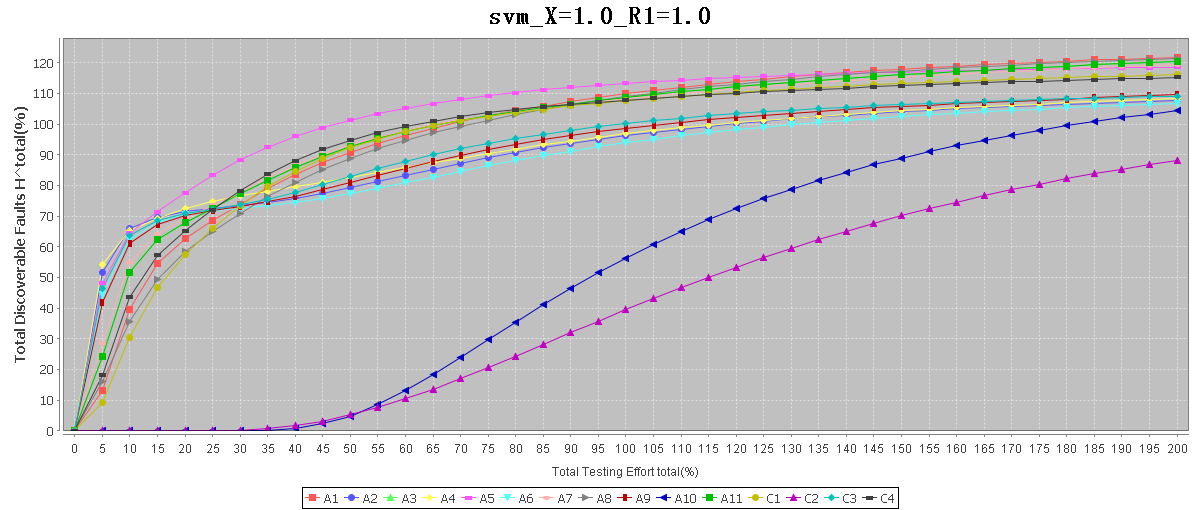 svm_X=1.0_R1=1.0
Total Discoverable Faults H^total(%)
120
110
100
90
80
70
60
50
40
30
20
10
0
0 5 10 15 20 25 30 35 40 45 50 55 60 65 70 75 80 85 90 95 100 105 110 115 120 125 130 135 140 145 150 155 160 165 170 175 180 185 190 195 200
Total Testing Effort total(%)
A1 A2 A3 A4 A5 A6 A7 A8 A9 A10 A11 C1 C2 C3 C4